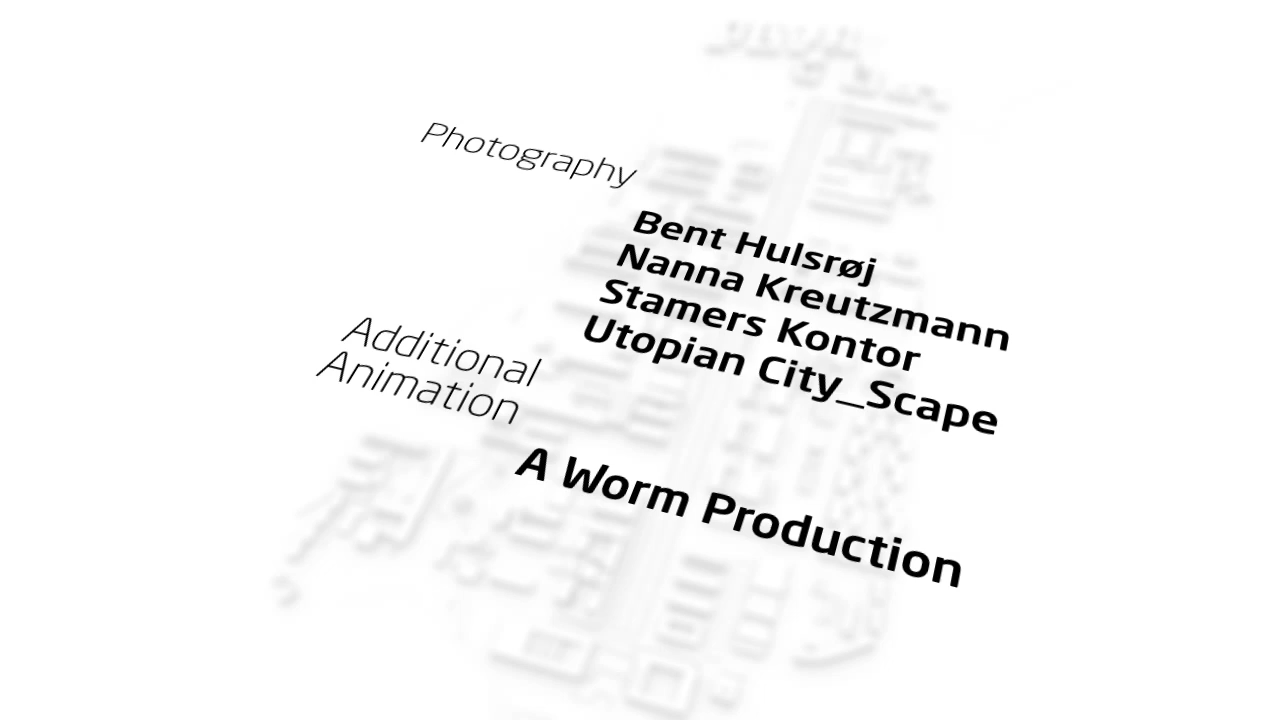 Photography
Bent Hulsrøj
Nanna Kreutzmann
Stamers Kontor
Utopian City_Scape
Additional
Animation
A Worm Production